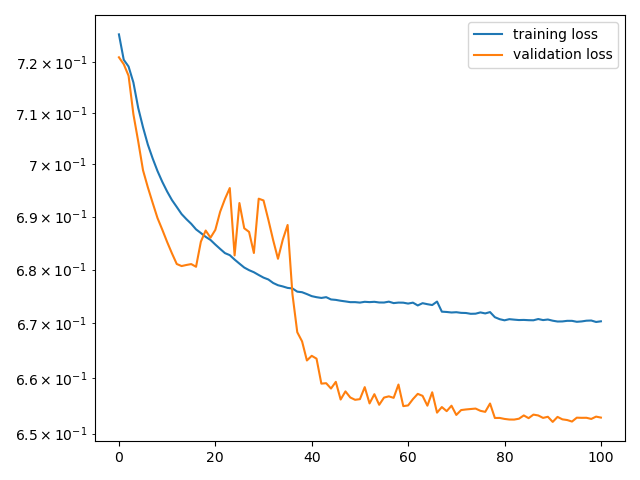 training loss
validation loss
7.2 × 10⁻¹
7.1 × 10⁻¹
7 × 10⁻¹
6.9 × 10⁻¹
6.8 × 10⁻¹
6.7 × 10⁻¹
6.6 × 10⁻¹
6.5 × 10⁻¹
0 20 40 60 80 100